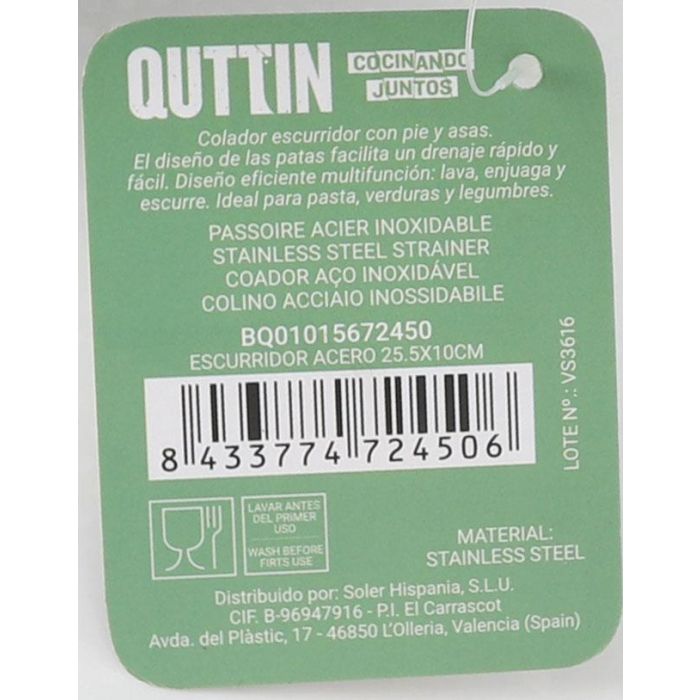 QUTTIN
COCINANDO
JUNTOS
Colador escurridor con pie y asas.
El diseño de las patas facilita un drenaje rápido y
fácil. Diseño eficiente multifunción: lava, enjuaga y
escurre. Ideal para pasta, verduras y legumbres.
PASSOIRE ACIER INOXIDABLE
STAINLESS STEEL STRAINER
COADOR AÇO INOXIDÁVEL
COLINO ACCIAIO INOSSIDABILE
BQ01015672450
ESCURRIDOR ACERO 25.5X10CM
8 433774 724506
LOTE Nº.: VS3616
LAVAR ANTES
DEL PRIMER
USO
WASH BEFORE
FIRTS USE
MATERIAL:
STAINLESS STEEL
Distribuido por: Soler Hispania, S.L.U.
CIF. B-96947916 - P.I. El Carrascot
Avda. del Plàstic, 17 - 46850 L'Olleria, Valencia (Spain)